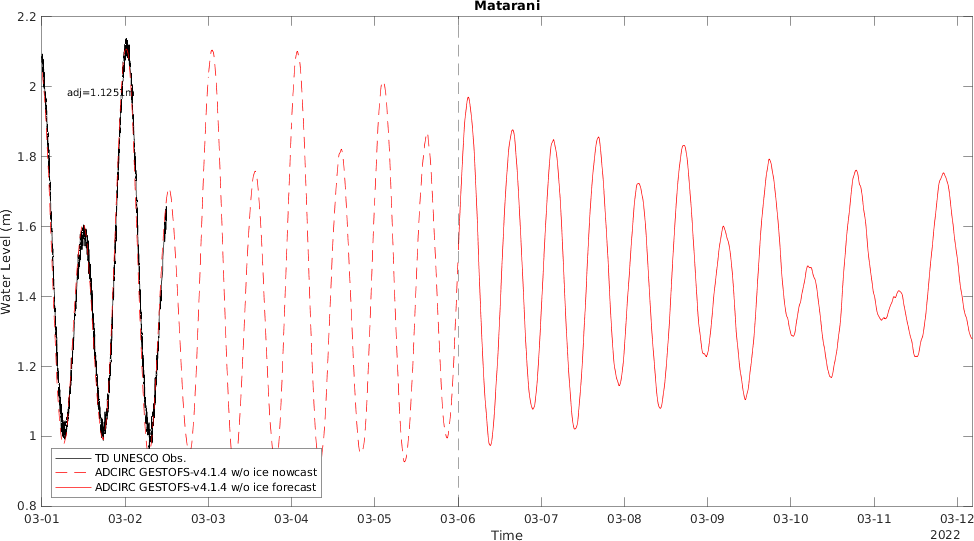 Matarani
2.2
2
1.8
1.6
1.4
1.2
1
0.8
Water Level (m)
adj=1.1251m
TD UNESCO Obs.
ADCIRC GESTOFS-v4.1.4 w/o ice nowcast
ADCIRC GESTOFS-v4.1.4 w/o ice forecast
03-01 03-02 03-03 03-04 03-05 03-06 03-07 03-08 03-09 03-10 03-11 03-12
Time
2022